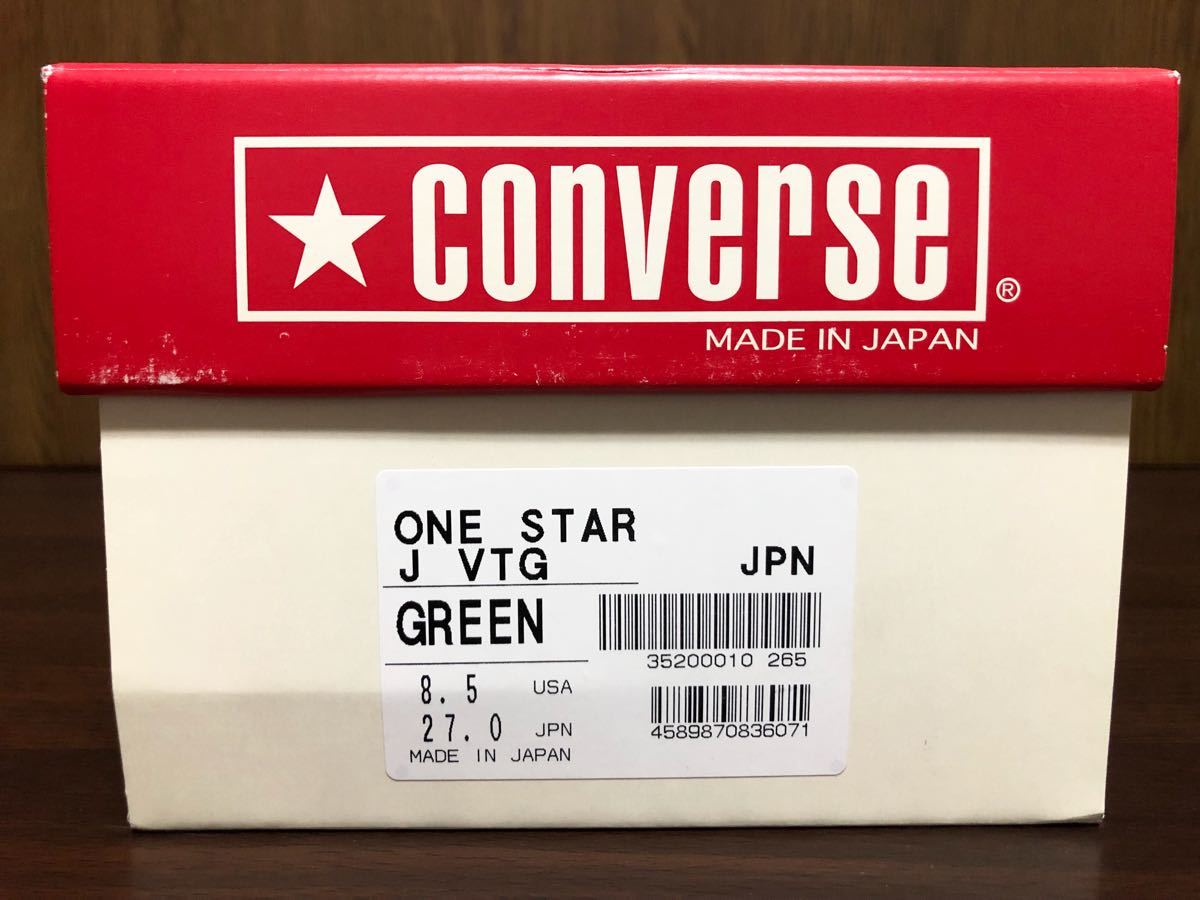 ★ converse ®
MADE IN JAPAN
ONE STAR
J VTG
JPN
GREEN
35200010 265
8.5 USA
27.0 JPN
4589870836071
MADE IN JAPAN